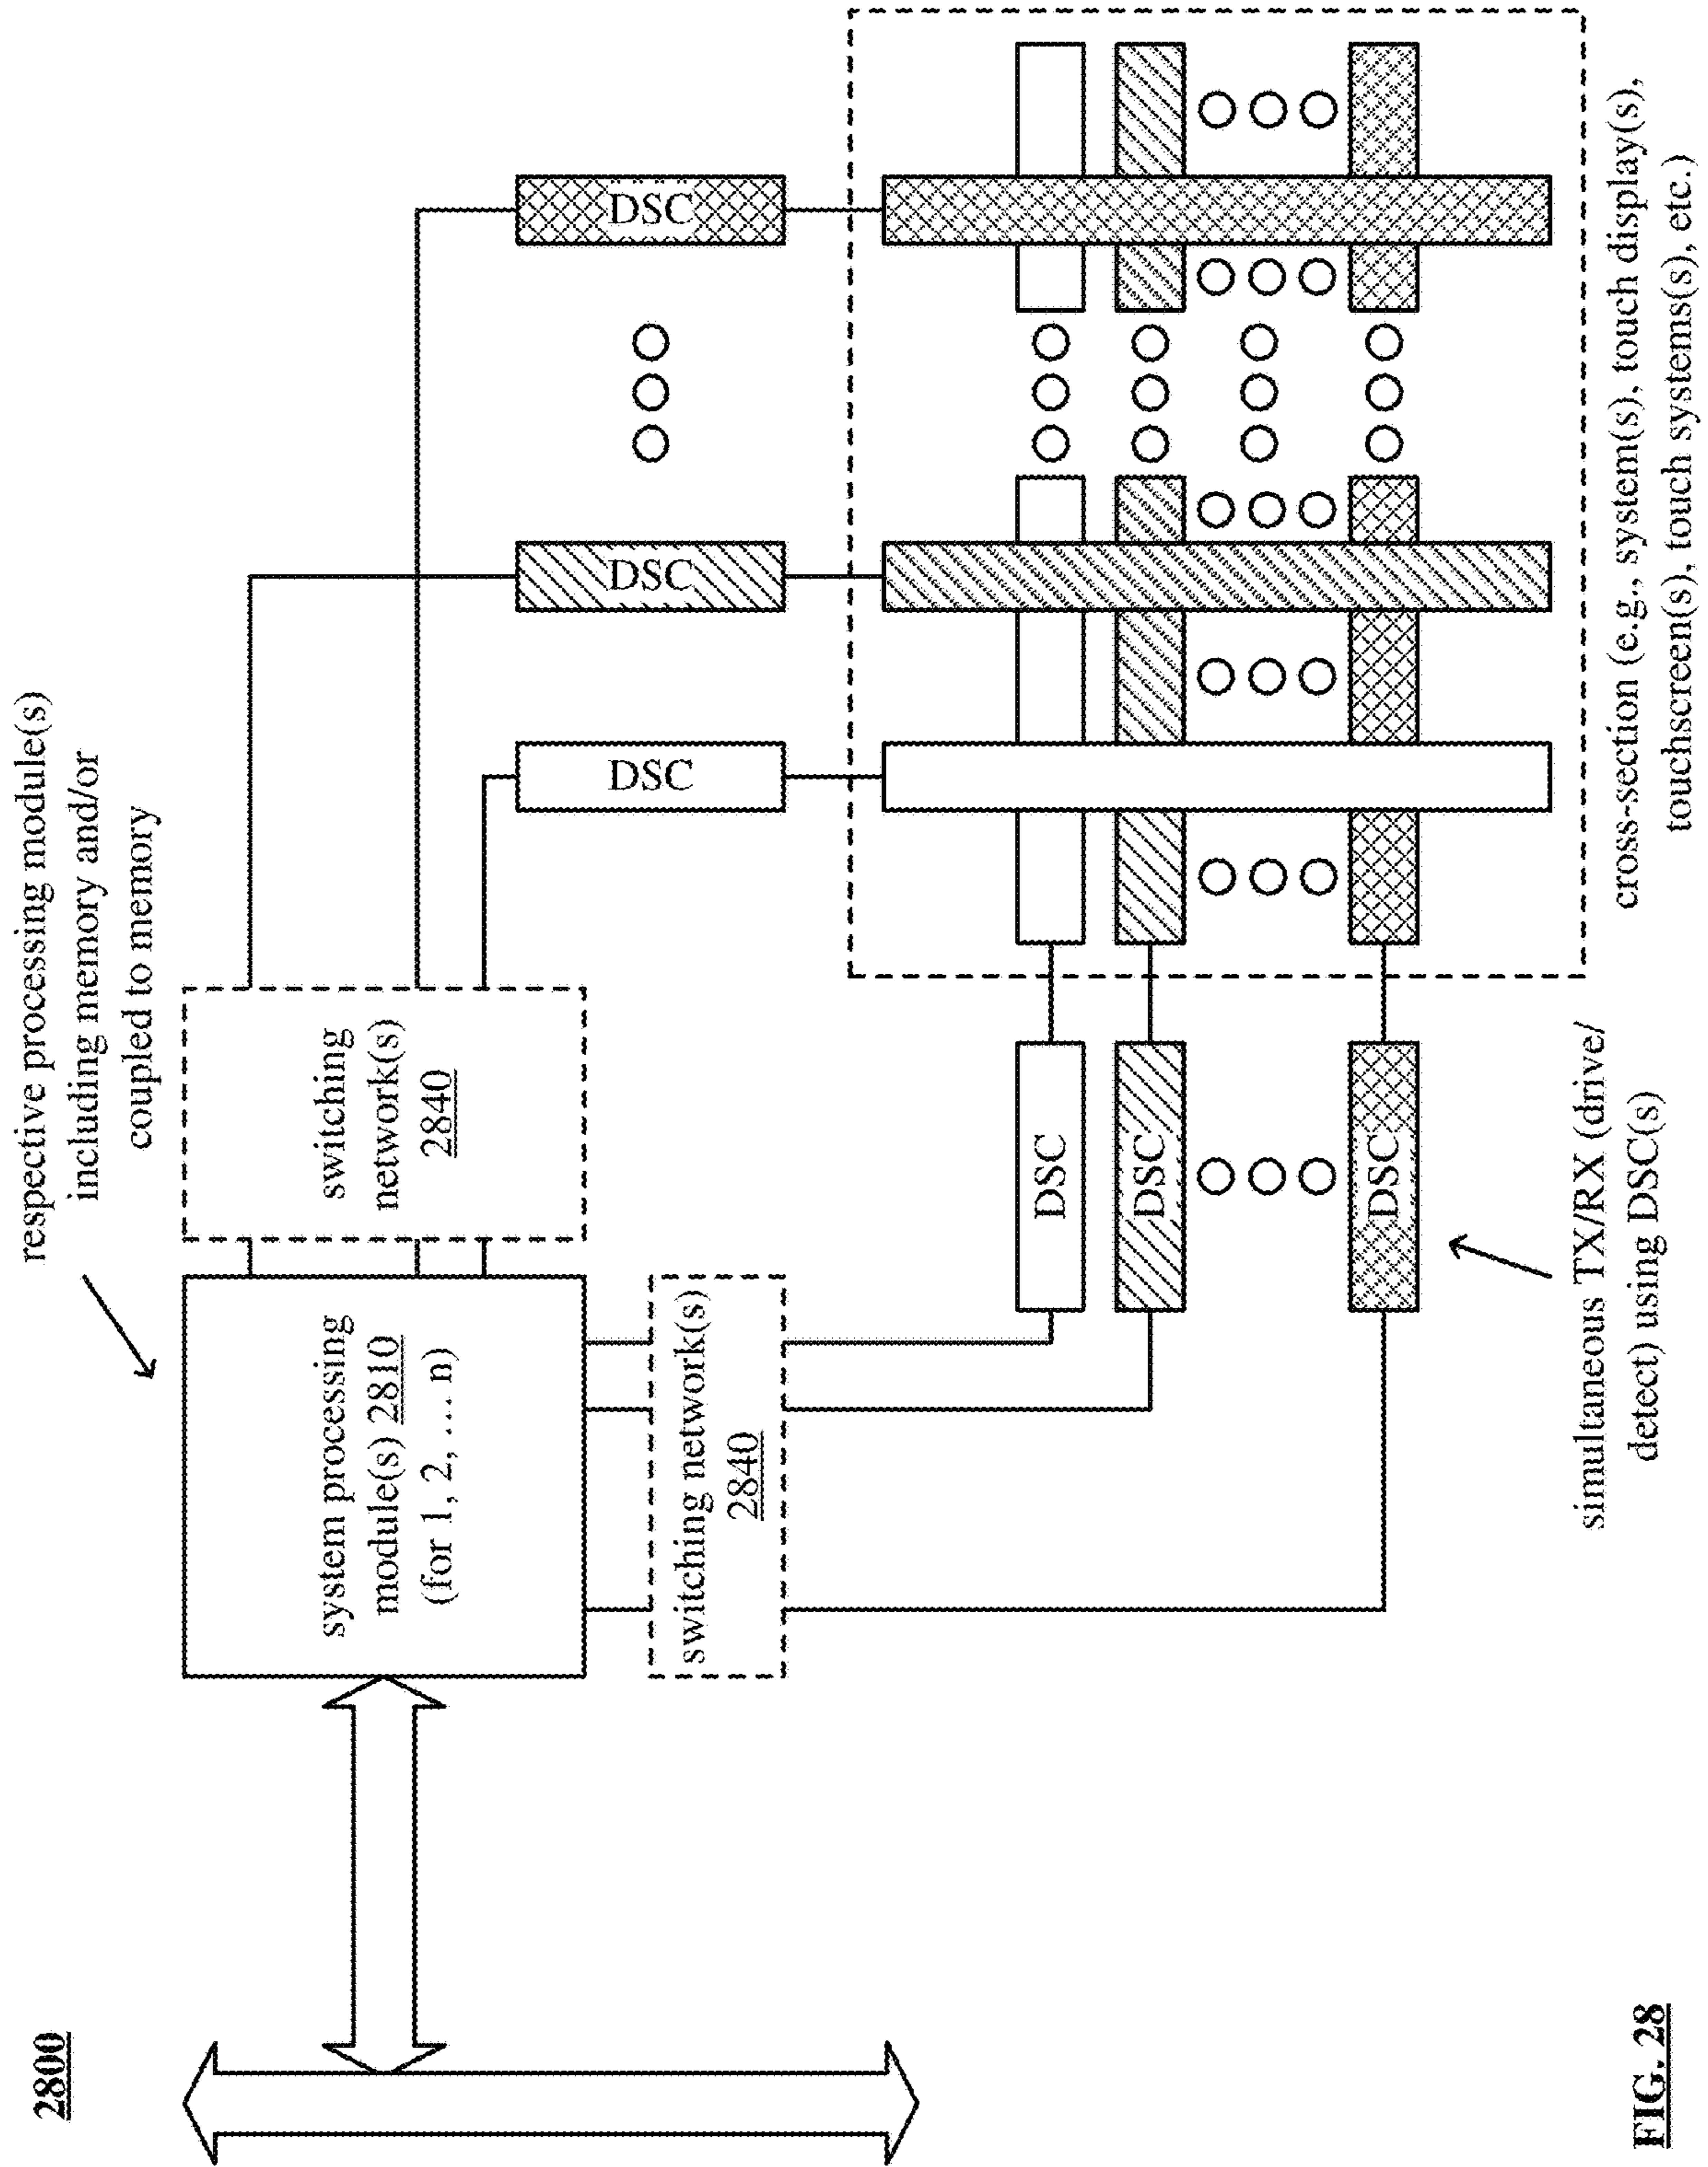 2800
respective processing module(s)
including memory and/or
coupled to memory
system processing
module(s) 2810
(for 1, 2, … n)
switching
network(s)
2840
switching network(s)
2840
DSC
DSC
DSC
DSC
DSC
DSC
simultaneous TX/RX (drive/
detect) using DSC(s)
cross-section (e.g., system(s), touch display(s),
touchscreen(s), touch systems(s), etc.)
FIG. 28